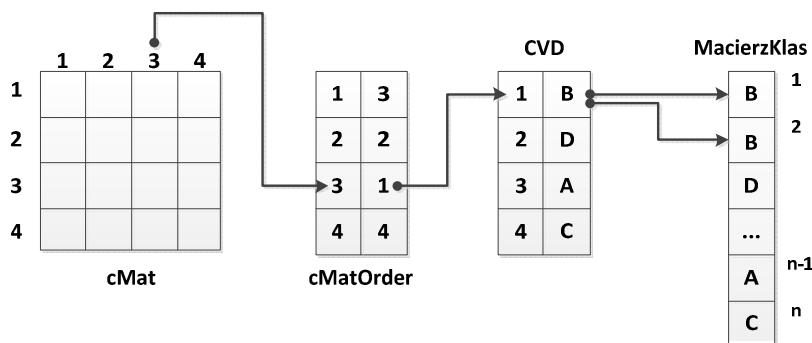 CVD MacierzKlas
1 2 3 4
1
1 1 3 1 B B
2
2 2 2 2 D B
3 3 1 3 A D
4 4 4 4 C ...
n-1
cMat cMatOrder A
n
C